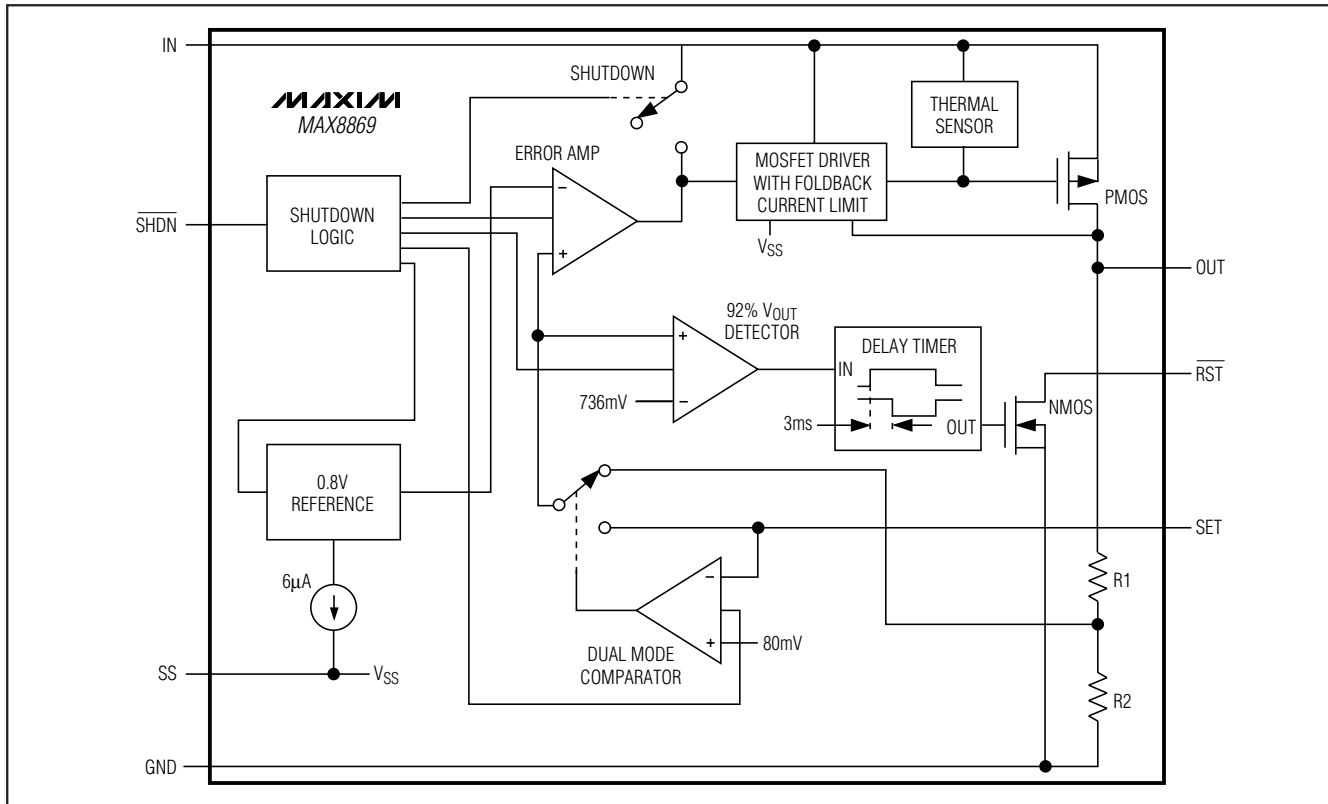 IN
SHUTDOWN
MAXIM
MAX8869
THERMAL
SENSOR
ERROR AMP
MOSFET DRIVER
WITH FOLDBACK
CURRENT LIMIT
−
+
PMOS
SHDN
SHUTDOWN
LOGIC
VSS
OUT
92% VOUT
DETECTOR
DELAY TIMER
+
−
IN
RST
736mV
3ms
OUT
NMOS
0.8V
REFERENCE
SET
6µA
−
+
80mV
R1
DUAL MODE
COMPARATOR
SS
VSS
R2
GND